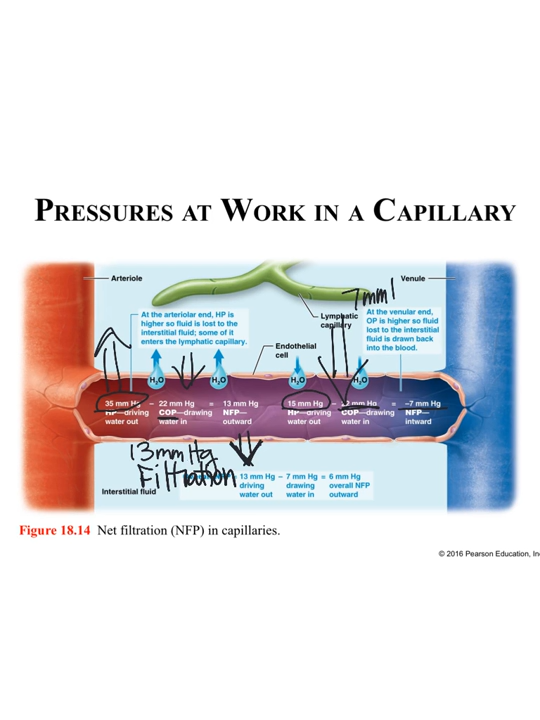 PRESSURES AT WORK IN A CAPILLARY
Arteriole
Venule
7mm
At the arteriolar end, HP is
higher so fluid is lost to the
interstitial fluid; some of it
enters the lymphatic capillary.
Lymphatic
capillary
At the venular end,
OP is higher so fluid
lost to the interstitial
fluid is drawn back
into the blood.
Endothelial
cell
H₂O H₂O H₂O H₂O
35 mm Hg – 22 mm Hg = 13 mm Hg
HP—driving COP—drawing NFP—
water out water in outward
15 mm Hg – 22 mm Hg = –7 mm Hg
HP—driving COP—drawing NFP—
water out water in intward
13mm Hg
Filtration
13 mm Hg – 7 mm Hg = 6 mm Hg
driving drawing overall NFP
water out water in outward
Interstitial fluid
Figure 18.14 Net filtration (NFP) in capillaries.
© 2016 Pearson Education, In